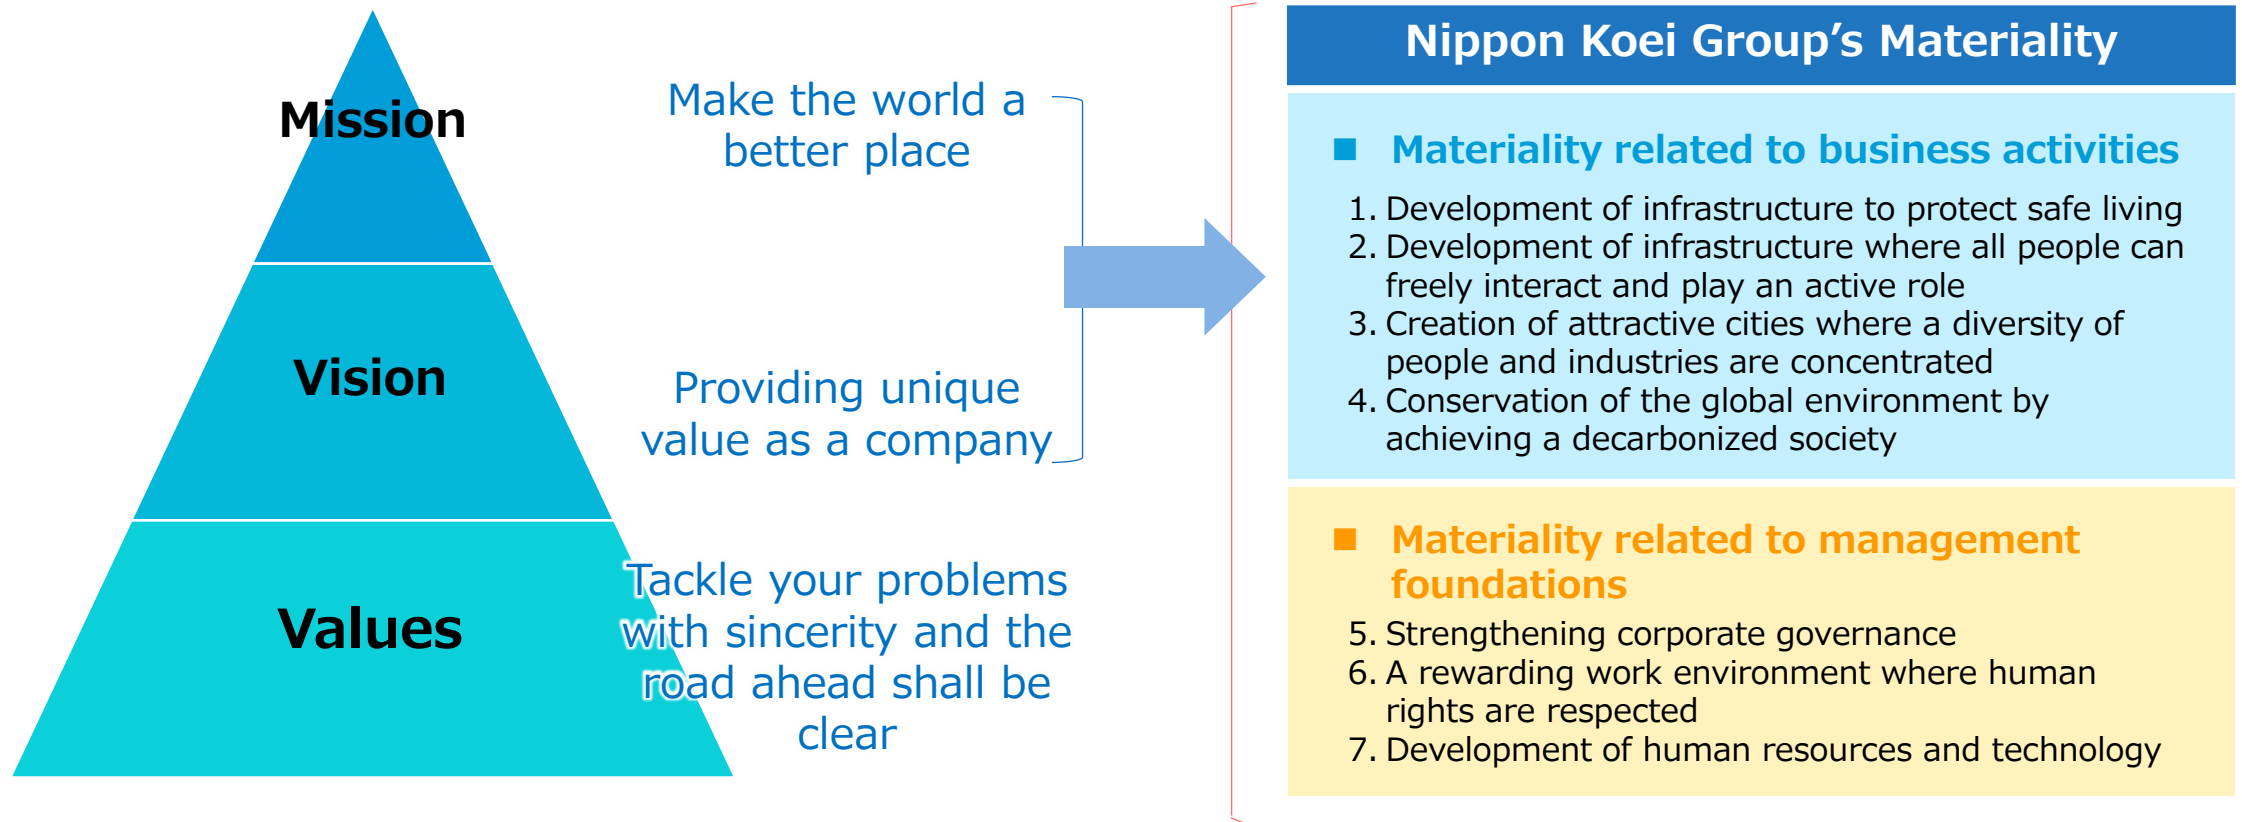 Mission
Make the world a
better place
Vision
Providing unique
value as a company
Values
Tackle your problems
with sincerity and the
road ahead shall be
clear
Nippon Koei Group’s Materiality
■ Materiality related to business activities
1. Development of infrastructure to protect safe living
2. Development of infrastructure where all people can
freely interact and play an active role
3. Creation of attractive cities where a diversity of
people and industries are concentrated
4. Conservation of the global environment by
achieving a decarbonized society
■ Materiality related to management
foundations
5. Strengthening corporate governance
6. A rewarding work environment where human
rights are respected
7. Development of human resources and technology